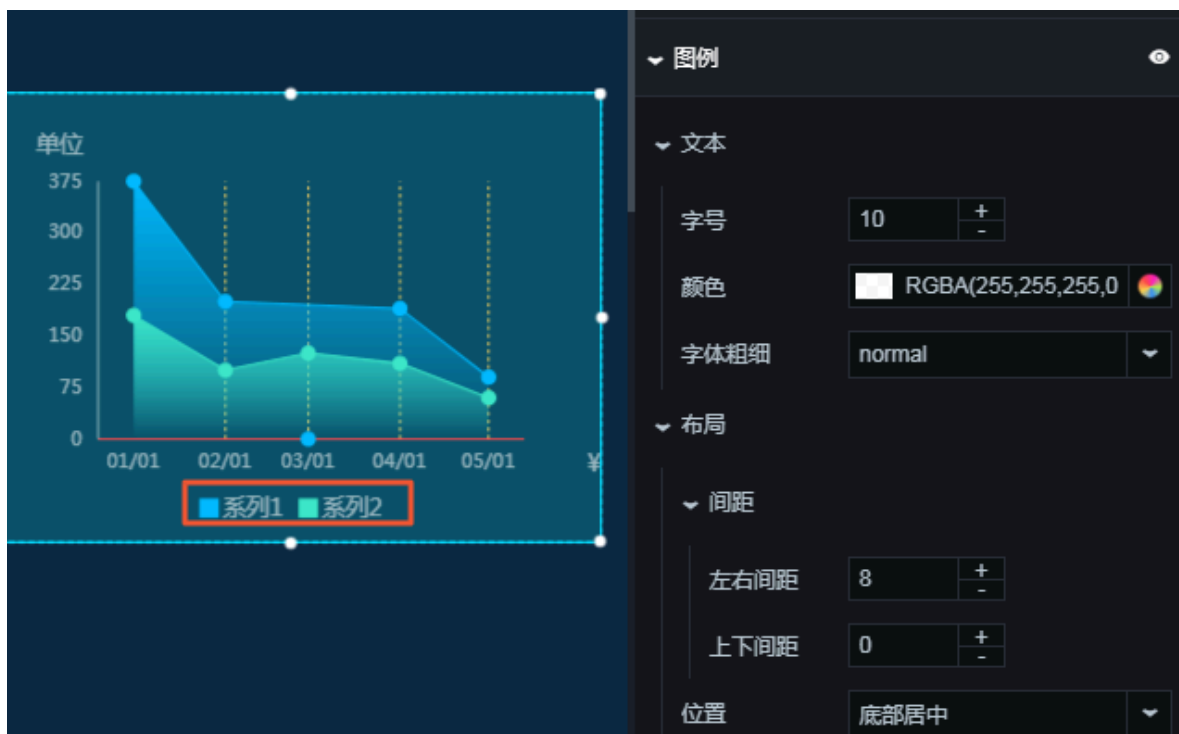 单位
375
300
225
150
75
0
01/01 02/01 03/01 04/01 05/01 ¥
系列1 系列2
图例
文本
字号 10 + -
颜色 RGBA(255,255,255,0
字体粗细 normal
布局
间距
左右间距 8 + -
上下间距 0 + -
位置 底部居中